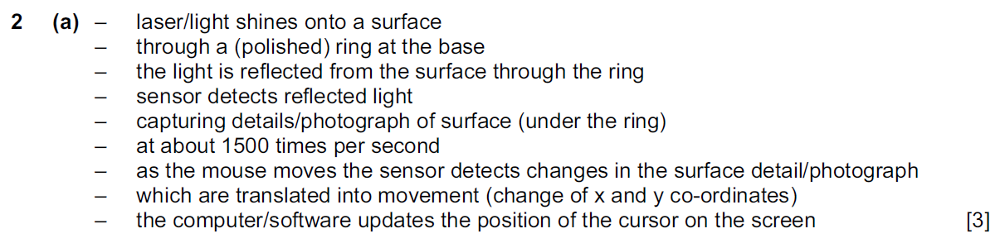 2 (a) – laser/light shines onto a surface
– through a (polished) ring at the base
– the light is reflected from the surface through the ring
– sensor detects reflected light
– capturing details/photograph of surface (under the ring)
– at about 1500 times per second
– as the mouse moves the sensor detects changes in the surface detail/photograph
– which are translated into movement (change of x and y co-ordinates)
– the computer/software updates the position of the cursor on the screen [3]